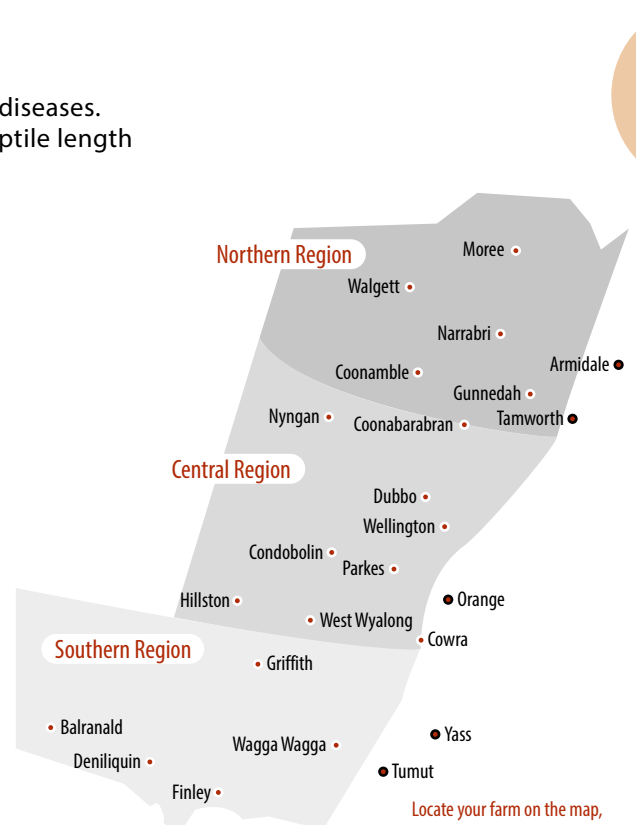 diseases.
ptile length
Northern Region
Moree
Walgett
Narrabri
Armidale
Coonamble
Gunnedah
Nyngan
Coonabarabran
Tamworth
Central Region
Dubbo
Wellington
Condobolin
Parkes
Hillston
Orange
West Wyalong
Cowra
Southern Region
Griffith
Balranald
Yass
Wagga Wagga
Deniliquin
Tumut
Finley
Locate your farm on the map,